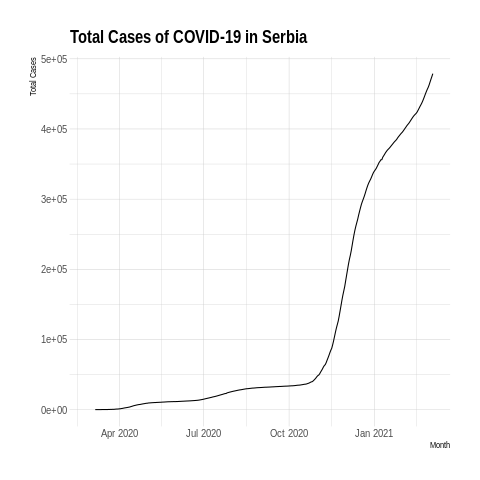 Total Cases of COVID-19 in Serbia
Total Cases
5e+05
4e+05
3e+05
2e+05
1e+05
0e+00
Apr 2020 Jul 2020 Oct 2020 Jan 2021
Month